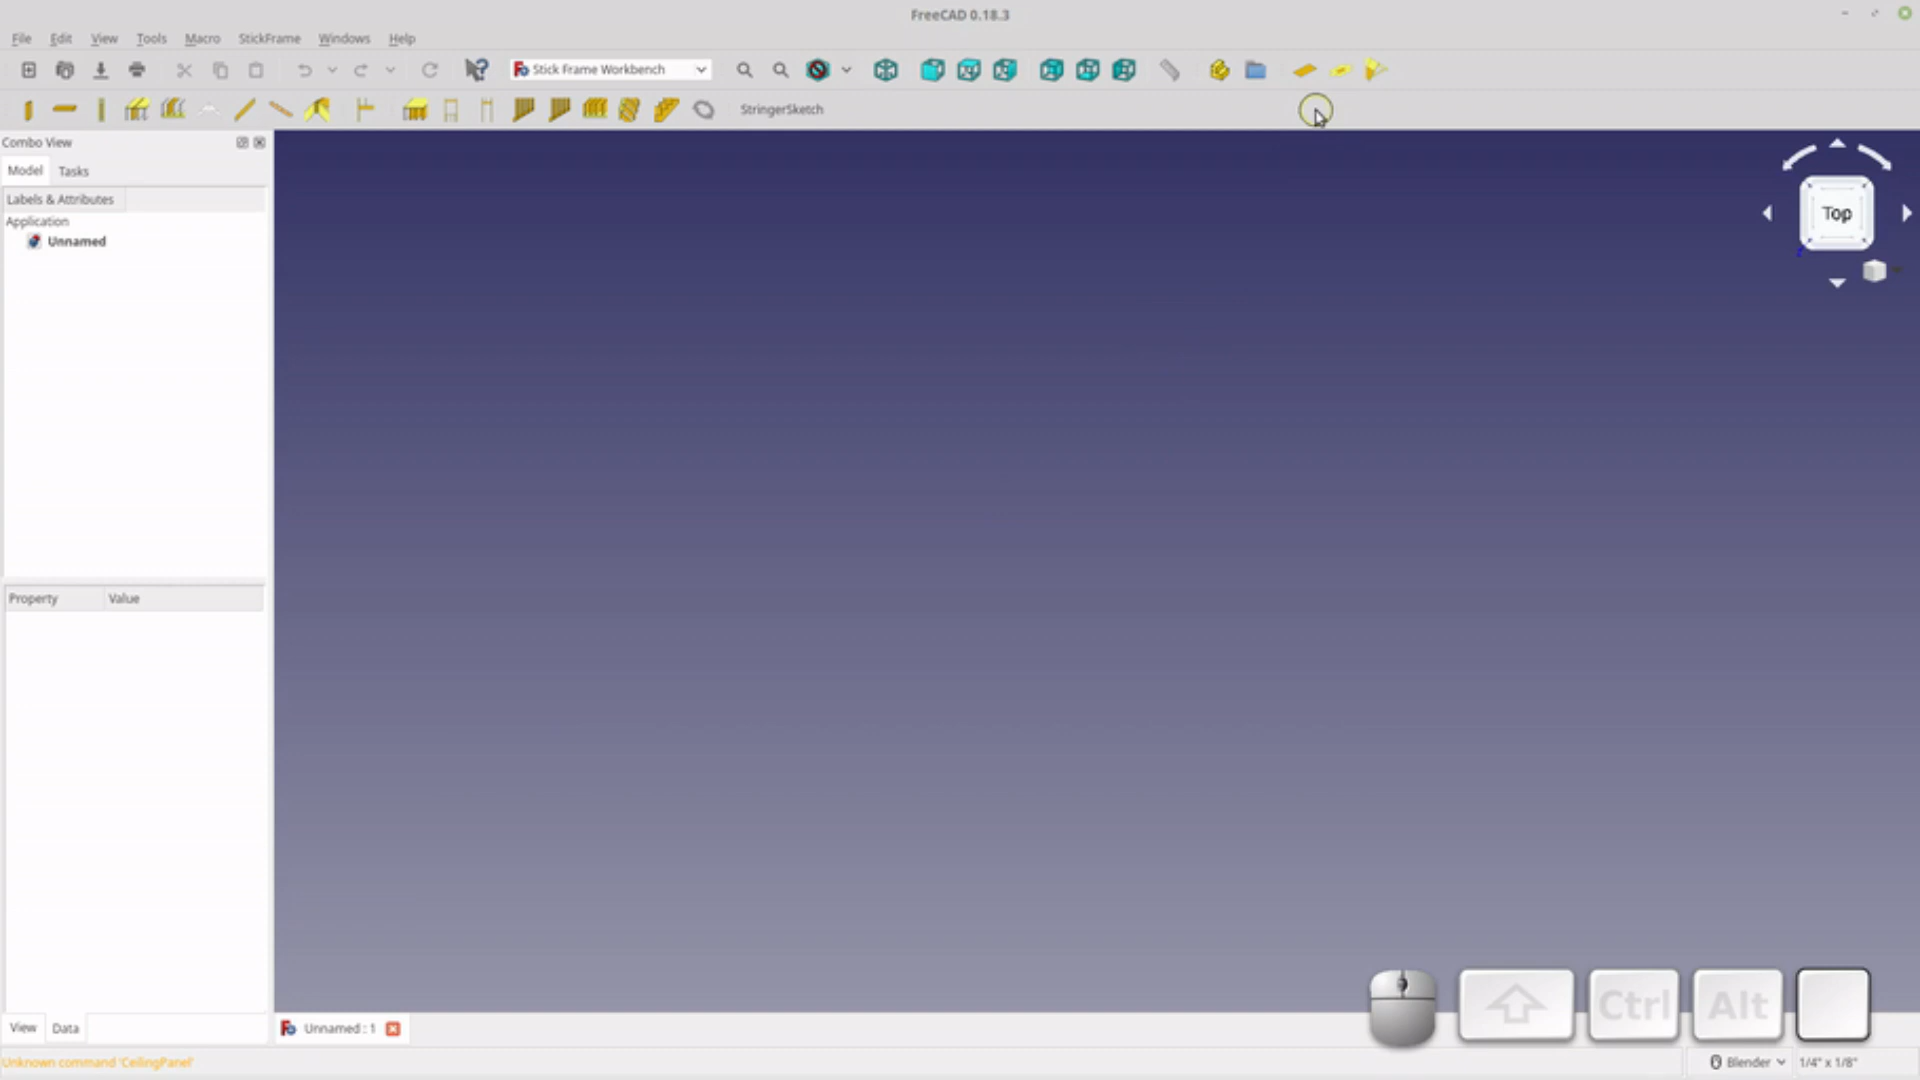 FreeCAD 0.18.3
File Edit View Tools Macro StickFrame Windows Help
Stick Frame Workbench
StringerSketch
Combo View
Model Tasks
Labels & Attributes
Application
Unnamed
Top
Property Value
Ctrl Alt
View Data
Unnamed : 1
Unknown command 'CeilingPanel'
Blender 1/4" x 1/8"